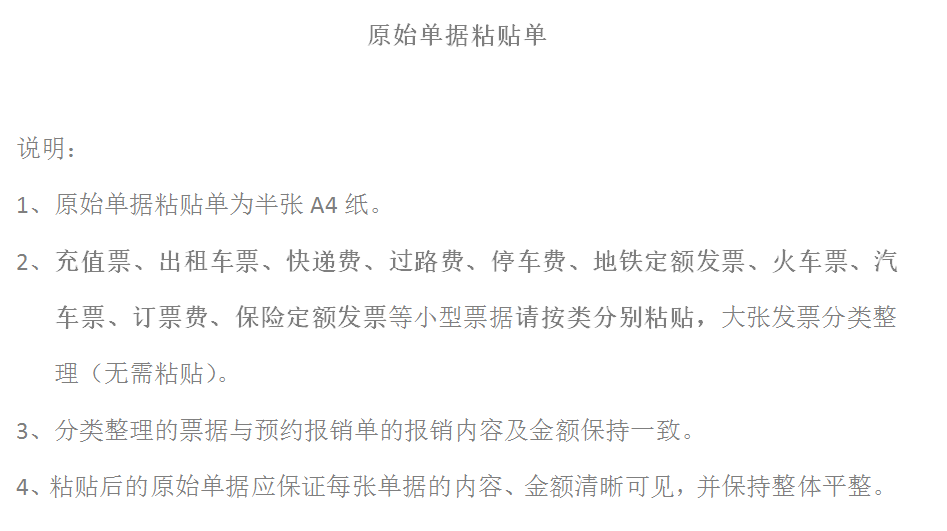 原始单据粘贴单
说明：
1、原始单据粘贴单为半张 A4 纸。
2、充值票、出租车票、快递费、过路费、停车费、地铁定额发票、火车票、汽
车票、订票费、保险定额发票等小型票据请按类分别粘贴，大张发票分类整
理（无需粘贴）。
3、分类整理的票据与预约报销单的报销内容及金额保持一致。
4、粘贴后的原始单据应保证每张单据的内容、金额清晰可见，并保持整体平整。